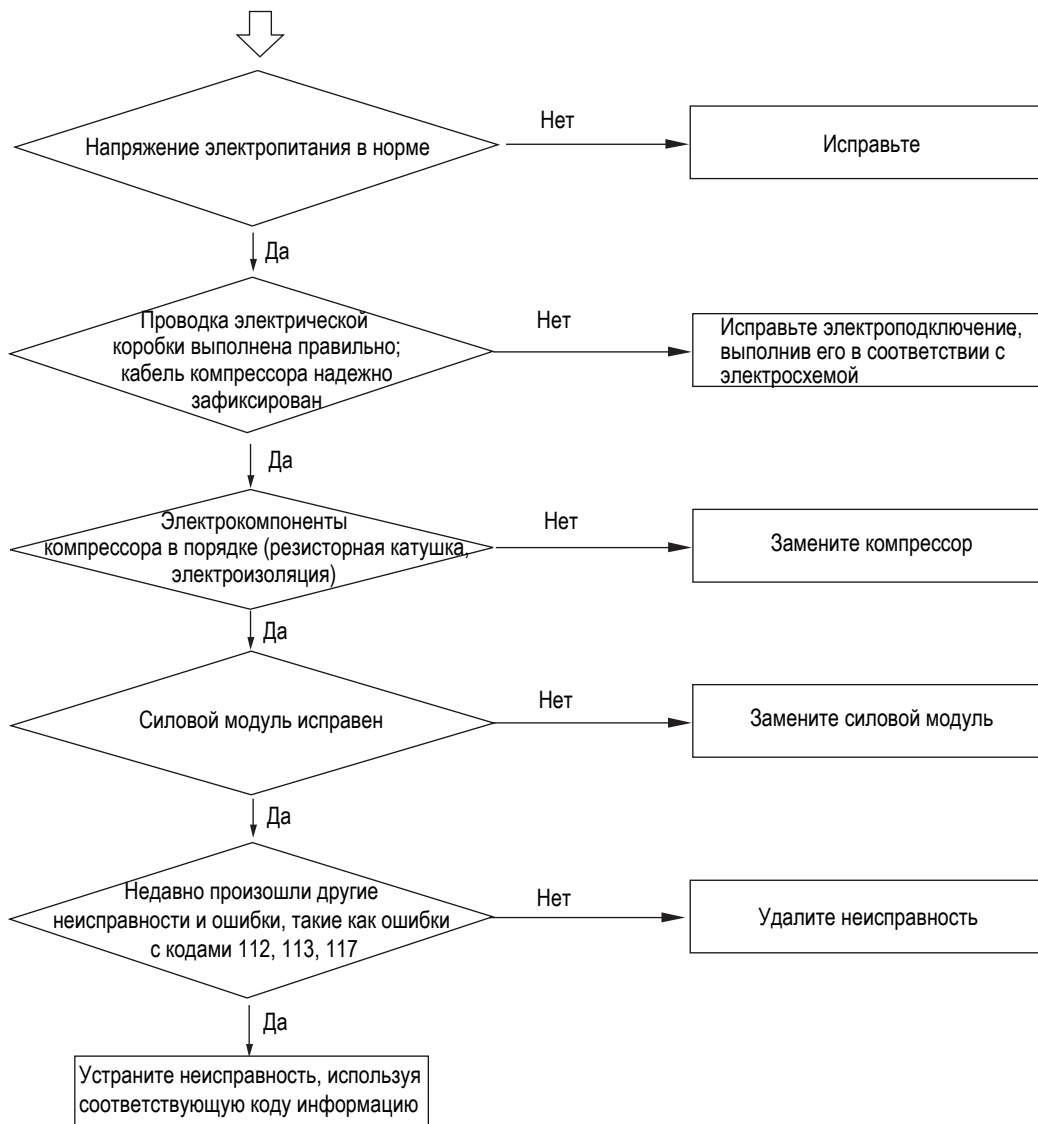 Напряжение электропитания в норме
Нет
Исправьте
Да
Проводка электрической
коробки выполнена правильно;
кабель компрессора надежно
зафиксирован
Нет
Исправьте электроподключение,
выполнив его в соответствии с
электросхемой
Да
Электрокомпоненты
компрессора в порядке (резисторная катушка,
электроизоляция)
Нет
Замените компрессор
Да
Силовой модуль исправен
Нет
Замените силовой модуль
Да
Недавно произошли другие
неисправности и ошибки, такие как ошибки
с кодами 112, 113, 117
Нет
Удалите неисправность
Да
Устраните неисправность, используя
соответствующую коду информацию